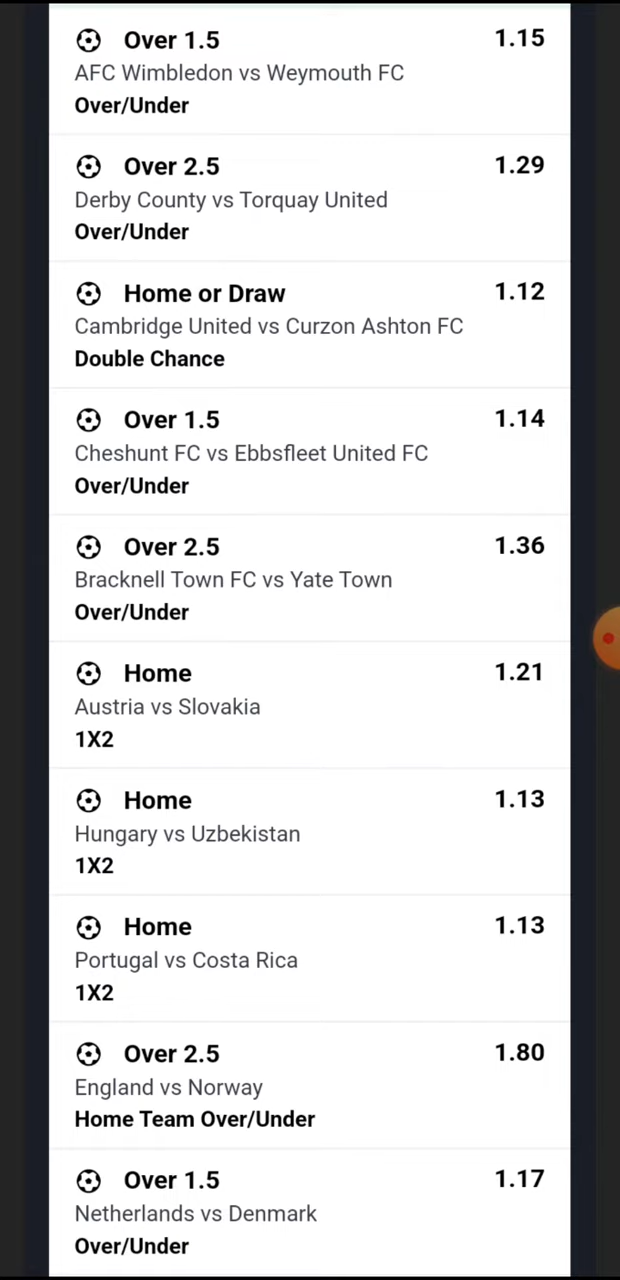 Over 1.5 1.15
AFC Wimbledon vs Weymouth FC
Over/Under
Over 2.5 1.29
Derby County vs Torquay United
Over/Under
Home or Draw 1.12
Cambridge United vs Curzon Ashton FC
Double Chance
Over 1.5 1.14
Cheshunt FC vs Ebbsfleet United FC
Over/Under
Over 2.5 1.36
Bracknell Town FC vs Yate Town
Over/Under
Home 1.21
Austria vs Slovakia
1X2
Home 1.13
Hungary vs Uzbekistan
1X2
Home 1.13
Portugal vs Costa Rica
1X2
Over 2.5 1.80
England vs Norway
Home Team Over/Under
Over 1.5 1.17
Netherlands vs Denmark
Over/Under